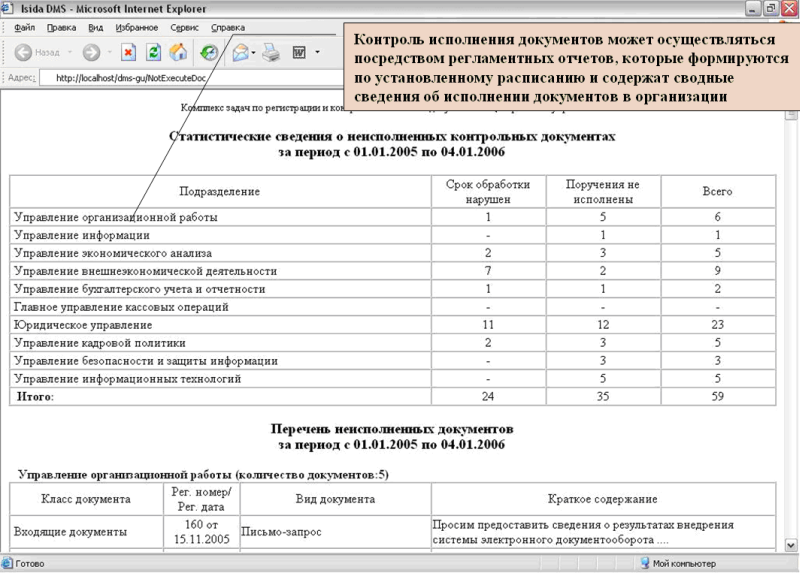 Isida DMS - Microsoft Internet Explorer
Файл Правка Вид Избранное Сервис Справка
Назад
Адрес: http://localhost/dms-gu/NotExecuteDoc
Контроль исполнения документов может осуществляться
посредством регламентных отчетов, которые формируются
по установленному расписанию и содержат сводные
сведения об исполнении документов в организации
Комплекс задач по регистрации и
Статистические сведения о неисполненных контрольных документах
за период с 01.01.2005 по 04.01.2006
Подразделение Срок обработки нарушен Поручения не исполнены Всего
Управление организационной работы 1 5 6
Управление информации - 1 1
Управление экономического анализа 2 3 5
Управление внешнеэкономической деятельности 7 2 9
Управление бухгалтерского учета и отчетности 1 1 2
Главное управление кассовых операций - - -
Юридическое управление 11 12 23
Управление кадровой политики 2 3 5
Управление безопасности и защиты информации - 3 3
Управление информационных технологий - 5 5
Итого: 24 35 59
Перечень неисполненных документов
за период с 01.01.2005 по 04.01.2006
Управление организационной работы (количество документов:5)
Класс документа Рег. номер/ Рег. дата Вид документа Краткое содержание
Входящие документы 160 от 15.11.2005 Письмо-запрос Просим предоставить сведения о результатах внедрения
системы электронного документооборота ....
Готово Мой компьютер